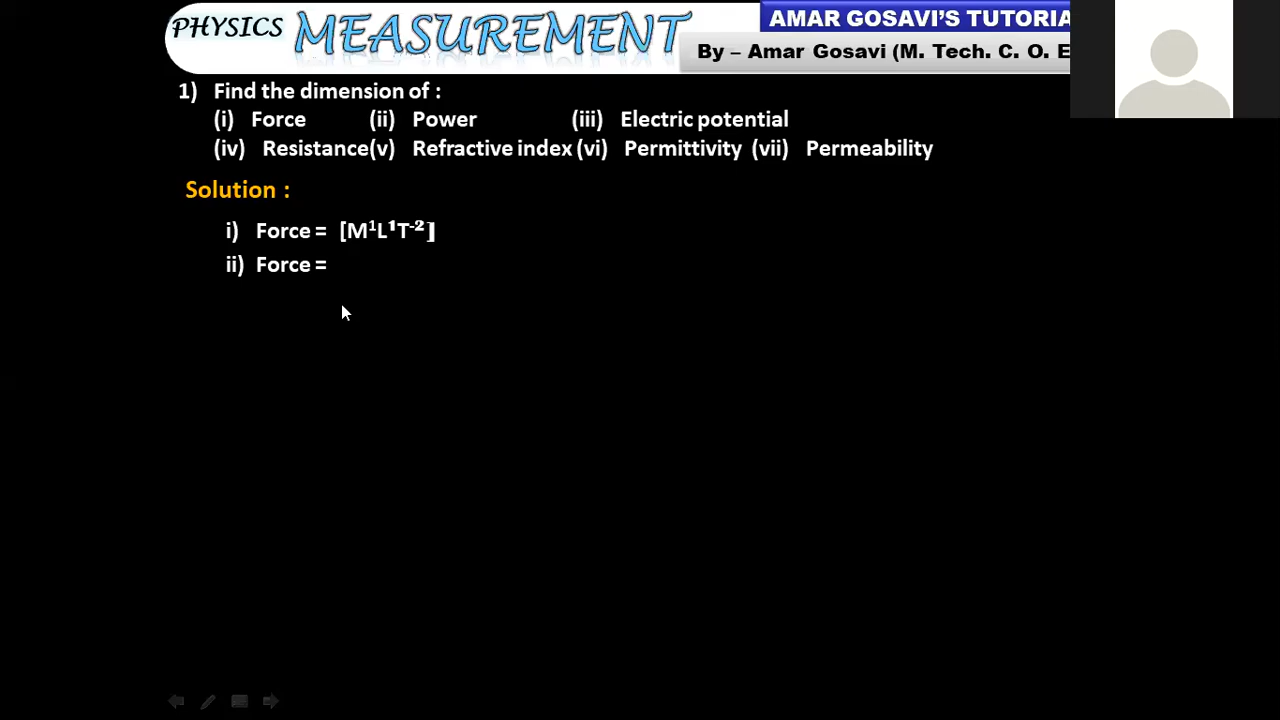 PHYSICS MEASUREMENT
AMAR GOSAVI'S TUTORIA
By – Amar Gosavi (M. Tech. C. O. E
1) Find the dimension of :
(i) Force (ii) Power (iii) Electric potential
(iv) Resistance(v) Refractive index (vi) Permittivity (vii) Permeability
Solution :
i) Force = [M¹L¹T⁻²]
ii) Force =